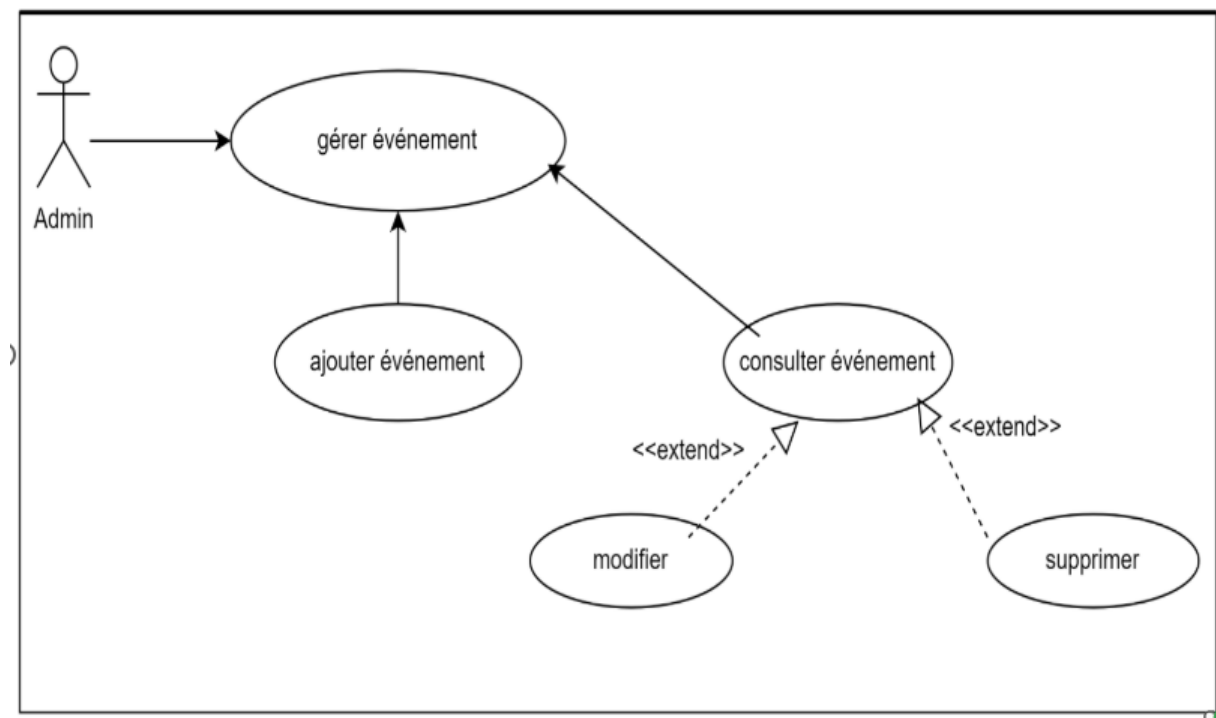 gérer événement
Admin
ajouter événement
consulter événement
<<extend>>
<<extend>>
modifier
supprimer